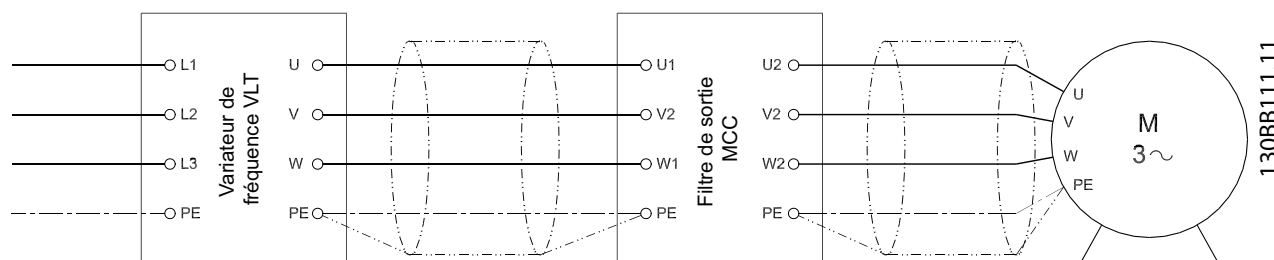 L1 U U1 U2
L2 V V2 V2
L3 W W1 W2
PE PE PE PE
Variateur de
fréquence VLT
Filtre de sortie
MCC
U
V
W
PE
M
3～
130BB111.11